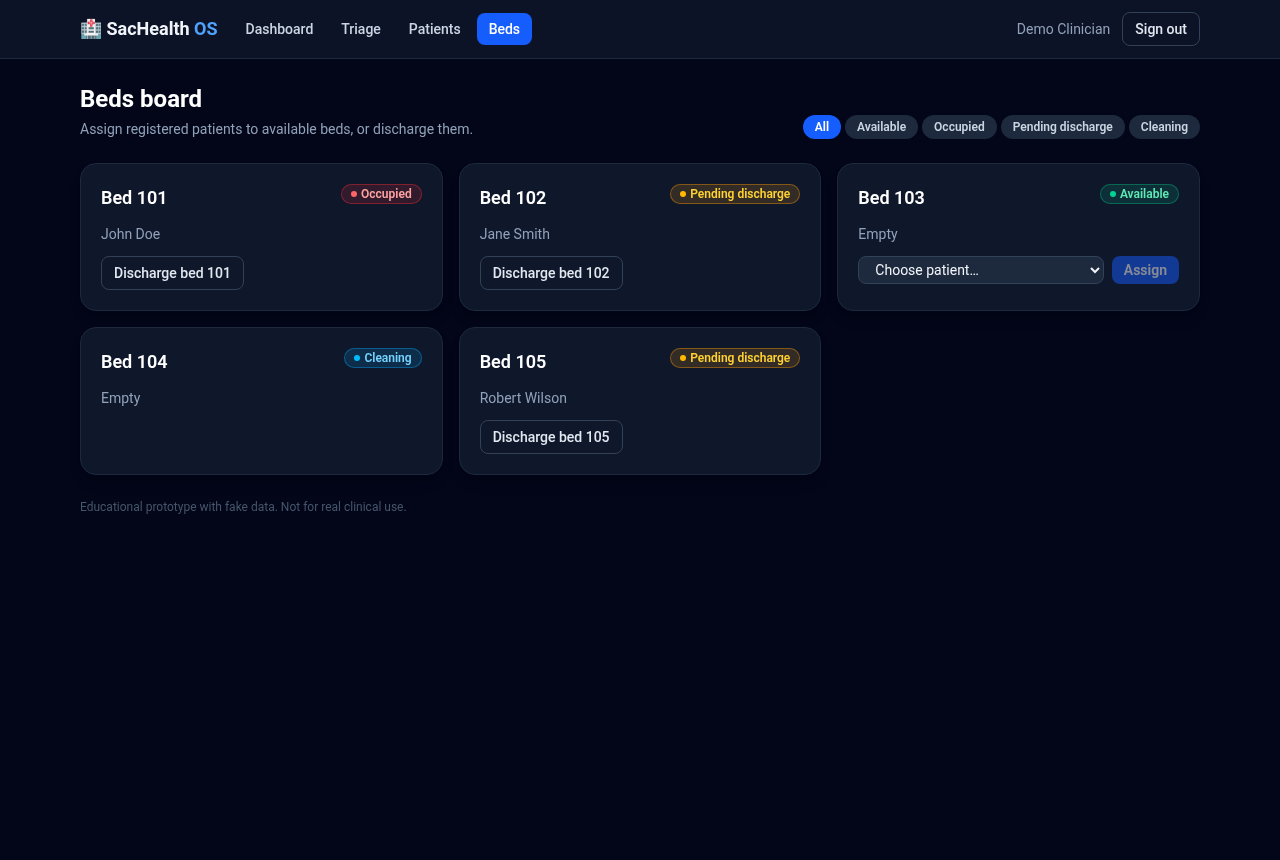 SacHealth OS Dashboard Triage Patients Beds Demo Clinician Sign out
Beds board
Assign registered patients to available beds, or discharge them.
All Available Occupied Pending discharge Cleaning
Bed 101 Occupied
John Doe
Discharge bed 101
Bed 102 Pending discharge
Jane Smith
Discharge bed 102
Bed 103 Available
Empty
Choose patient… Assign
Bed 104 Cleaning
Empty
Bed 105 Pending discharge
Robert Wilson
Discharge bed 105
Educational prototype with fake data. Not for real clinical use.